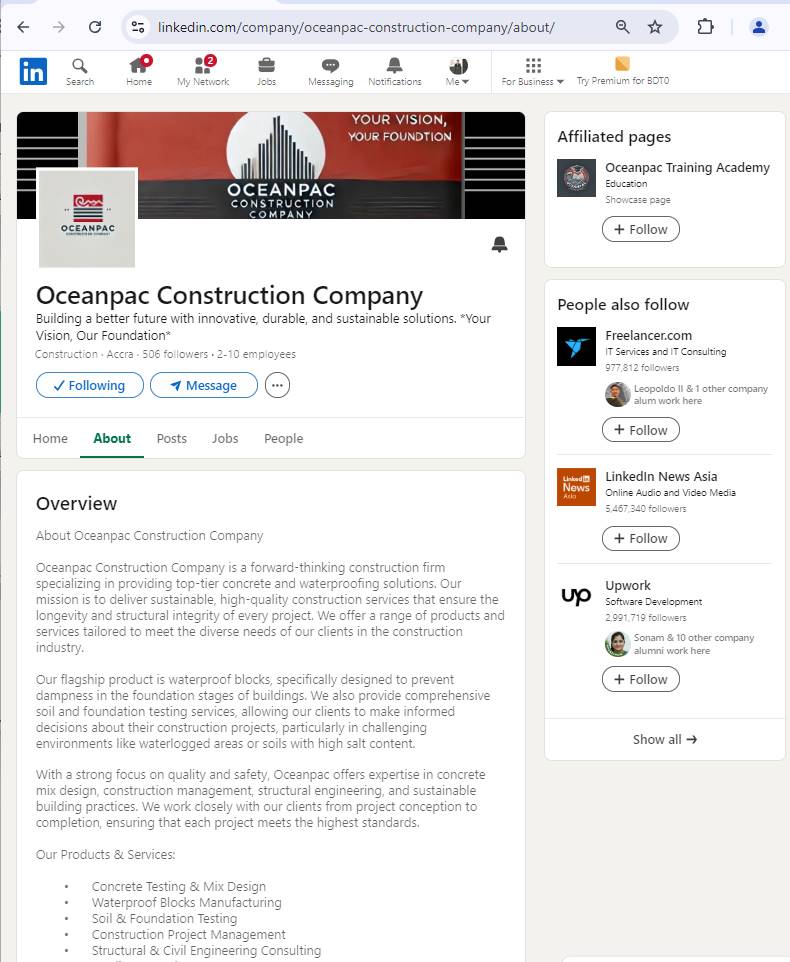 linkedin.com/company/oceanpac-construction-company/about/
in
Search
Home
2
My Network
Jobs
Messaging
Notifications
Me
For Business
Try Premium for BDT0
YOUR VISION,
YOUR FOUNDTION
OCEANPAC
CONSTRUCTION
COMPANY
OCEANPAC
Oceanpac Construction Company
Building a better future with innovative, durable, and sustainable solutions. *Your
Vision, Our Foundation*
Construction · Accra · 506 followers · 2-10 employees
Following
Message
Home
About
Posts
Jobs
People
Overview
About Oceanpac Construction Company
Oceanpac Construction Company is a forward-thinking construction firm
specializing in providing top-tier concrete and waterproofing solutions. Our
mission is to deliver sustainable, high-quality construction services that ensure the
longevity and structural integrity of every project. We offer a range of products and
services tailored to meet the diverse needs of our clients in the construction
industry.
Our flagship product is waterproof blocks, specifically designed to prevent
dampness in the foundation stages of buildings. We also provide comprehensive
soil and foundation testing services, allowing our clients to make informed
decisions about their construction projects, particularly in challenging
environments like waterlogged areas or soils with high salt content.
With a strong focus on quality and safety, Oceanpac offers expertise in concrete
mix design, construction management, structural engineering, and sustainable
building practices. We work closely with our clients from project conception to
completion, ensuring that each project meets the highest standards.
Our Products & Services:
• Concrete Testing & Mix Design
• Waterproof Blocks Manufacturing
• Soil & Foundation Testing
• Construction Project Management
• Structural & Civil Engineering Consulting
Affiliated pages
Oceanpac Training Academy
Education
Showcase page
+ Follow
People also follow
Freelancer.com
IT Services and IT Consulting
977,812 followers
Leopoldo II & 1 other company
alum work here
+ Follow
Linked in
News
Asia
LinkedIn News Asia
Online Audio and Video Media
5,467,340 followers
+ Follow
up
Upwork
Software Development
2,991,719 followers
Sonam & 10 other company
alumni work here
+ Follow
Show all →